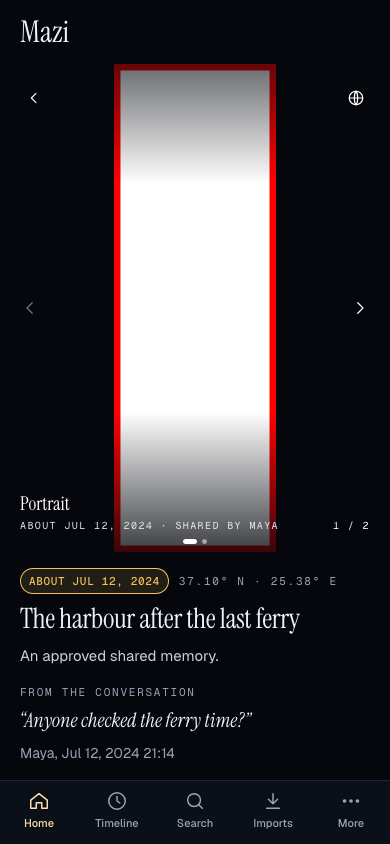 Mazi
Portrait
ABOUT JUL 12, 2024 · SHARED BY MAYA 1 / 2
ABOUT JUL 12, 2024 37.10° N · 25.38° E
The harbour after the last ferry
An approved shared memory.
FROM THE CONVERSATION
“Anyone checked the ferry time?”
Maya, Jul 12, 2024 21:14
Home Timeline Search Imports More